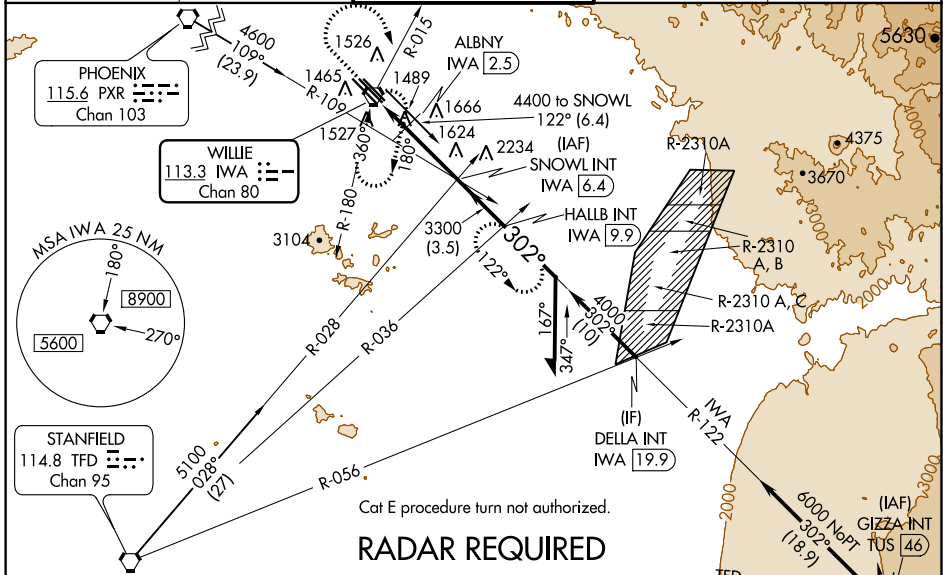 4600
109°
(23.9)
PHOENIX
115.6 PXR
Chan 103
R-109
1526
R-015
1465
1489
ALBNY
IWA 2.5
1666
4400 to SNOWL
122° (6.4)
1527
1624
2234
(IAF)
SNOWL INT
IWA 6.4
5630
4375
3670
R-2310A
WILLIE
113.3 IWA
Chan 80
360°
R-180
180°
3104
3300
(3.5)
HALLB INT
IWA 9.9
302°
122°
R-2310
A, B
R-2310 A, C
R-2310A
3000
MSA IWA 25 NM
180°
8900
270°
5600
R-028
R-036
167°
347°
4000
302°
(10)
(IF)
DELLA INT
IWA 19.9
IWA
R-122
STANFIELD
114.8 TFD
Chan 95
5100
028°
(27)
R-056
Cat E procedure turn not authorized.
RADAR REQUIRED
2000
3000
6000 NoPT
302°
(18.9)
(IAF)
GIZZA INT
TUS 46
TFD